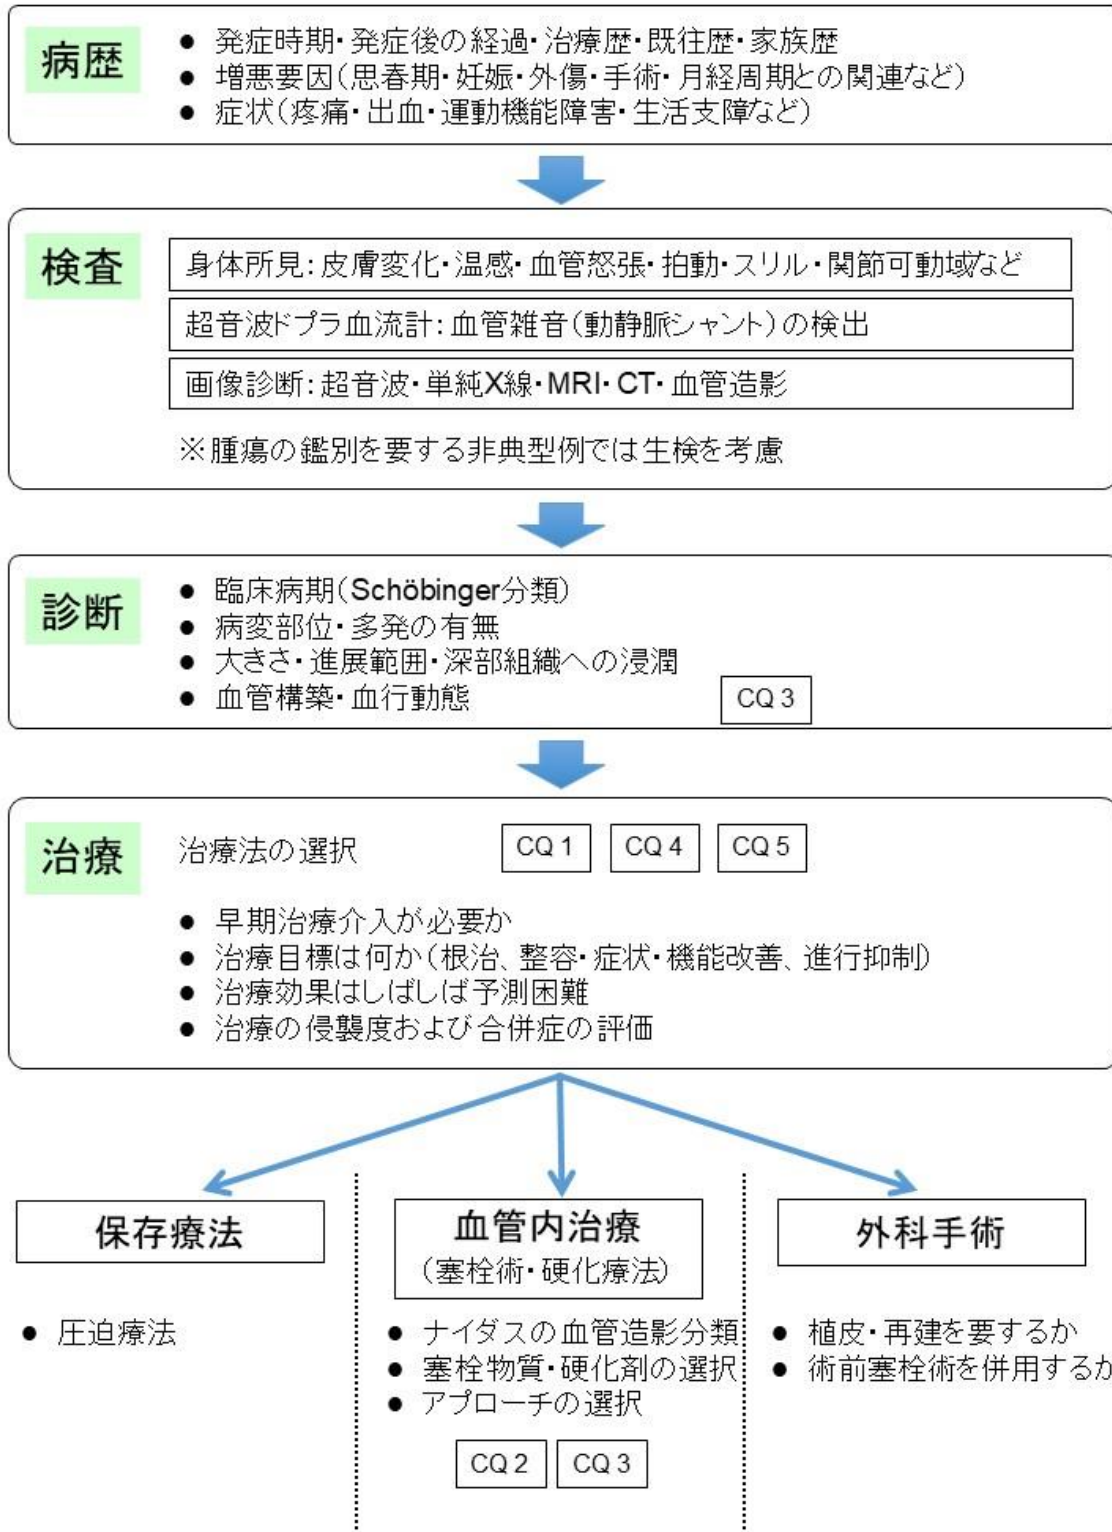 病歴
● 発症時期・発症後の経過・治療歴・既往歴・家族歴
● 増悪要因(思春期・妊娠・外傷・手術・月経周期との関連など)
● 症状(疼痛・出血・運動機能障害・生活支障など)
検査
身体所見:皮膚変化・温感・血管怒張・拍動・スリル・関節可動域など
超音波ドプラ血流計:血管雑音(動静脈シャント)の検出
画像診断:超音波・単純X線・MRI・CT・血管造影
※腫瘍の鑑別を要する非典型例では生検を考慮
診断
● 臨床病期(Schöbinger分類)
● 病変部位・多発の有無
● 大きさ・進展範囲・深部組織への浸潤
● 血管構築・血行動態
CQ 3
治療
治療法の選択
CQ 1 CQ 4 CQ 5
● 早期治療介入が必要か
● 治療目標は何か(根治、整容・症状・機能改善、進行抑制)
● 治療効果はしばしば予測困難
● 治療の侵襲度および合併症の評価
保存療法
● 圧迫療法
血管内治療
(塞栓術・硬化療法)
● ナイダスの血管造影分類
● 塞栓物質・硬化剤の選択
● アプローチの選択
CQ 2 CQ 3
外科手術
● 植皮・再建を要するか
● 術前塞栓術を併用するか